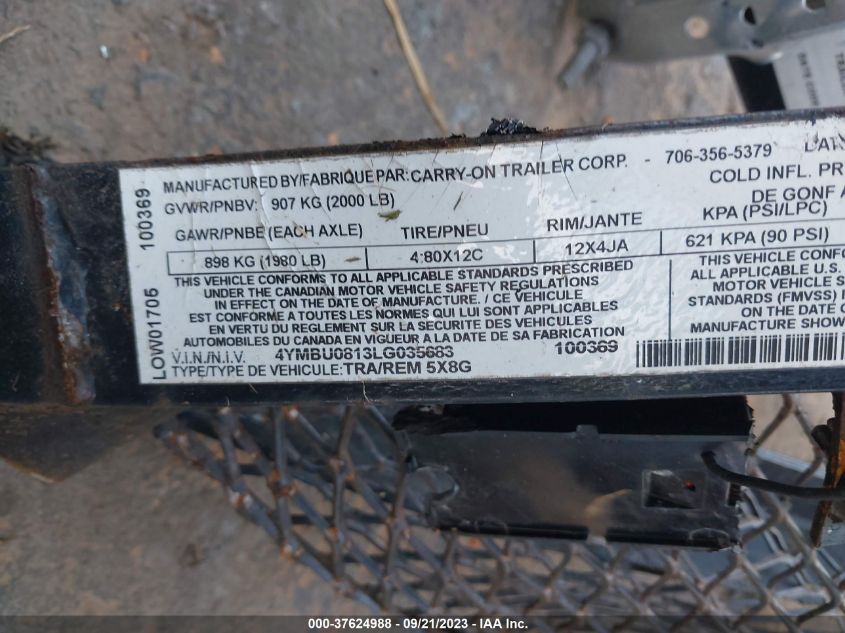 MANUFACTURED BY/FABRIQUE PAR: CARRY-ON TRAILER CORP. - 706-356-5379
GVWR/PNBV: 907 KG (2000 LB) COLD INFL. PR
DE GONF
GAWR/PNBE (EACH AXLE) TIRE/PNEU RIM/JANTE KPA (PSI/LPC)
898 KG (1980 LB) 4:80X12C 12X4JA 621 KPA (90 PSI)
THIS VEHICLE CONFORMS TO ALL APPLICABLE STANDARDS PRESCRIBED
UNDER THE CANADIAN MOTOR VEHICLE SAFETY REGULATIONS
IN EFFECT ON THE DATE OF MANUFACTURE. / CE VEHICULE
EST CONFORME A TOUTES LES NORMES QUI LUI SONT APPLICABLES
EN VERTU DU REGLEMENT SUR LA SECURITE DES VEHICULES
AUTOMOBILES DU CANADA EN VIGUEUR A LA DATE DE SA FABRICATION
V.I.N./N.I.V. 4YMBU0813LG035683 100369
TYPE/TYPE DE VEHICULE: TRA/REM 5X8G
THIS VEHICLE CONFO
ALL APPLICABLE U.S.
VEHICLE
STANDARDS (FMVSS) I
ON THE DATE O
MANUFACTURE SHOW
LOW01705 100369
000-37624988 - 09/21/2023 - IAA Inc.